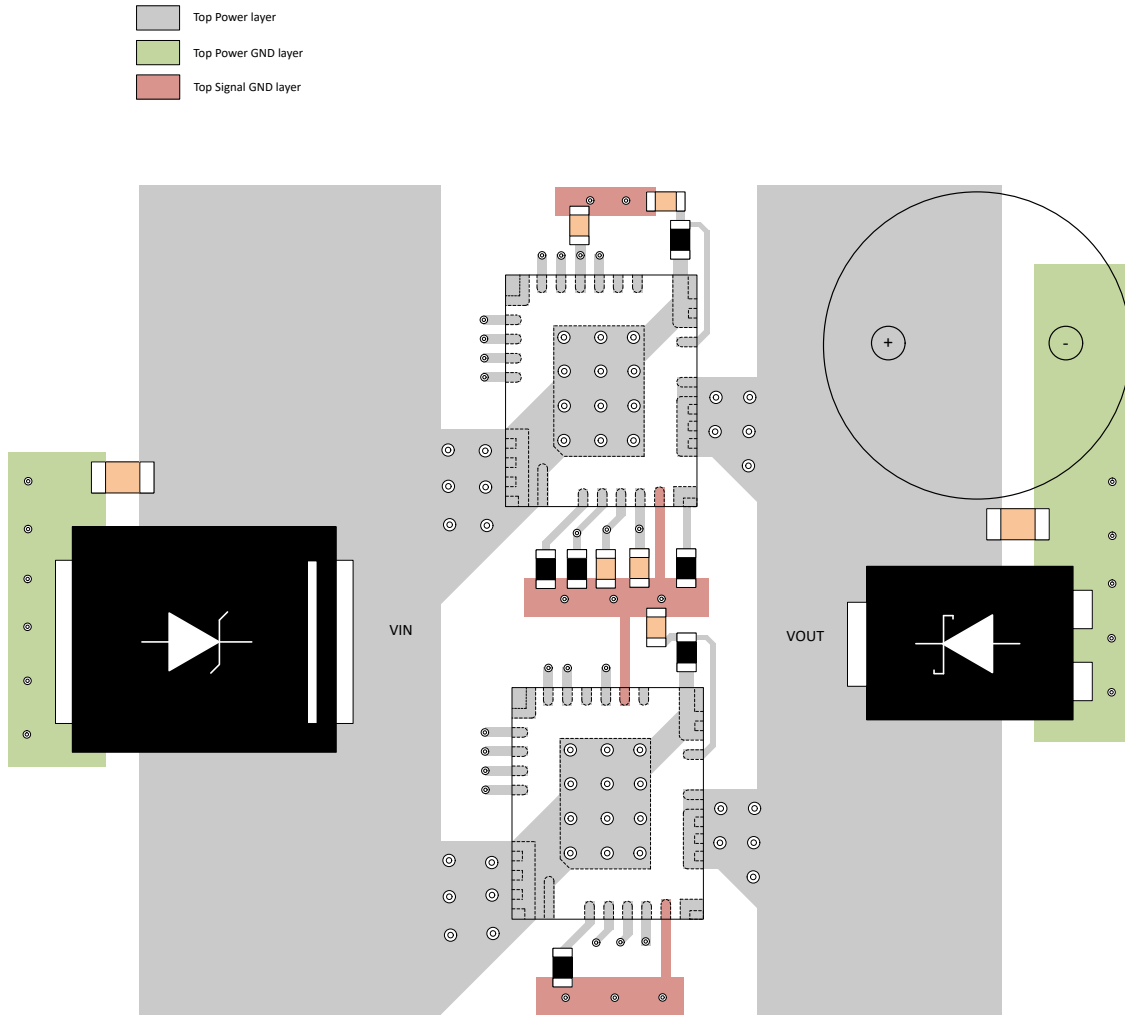 Top Power layer
Top Power GND layer
Top Signal GND layer
+
-
VIN
VOUT